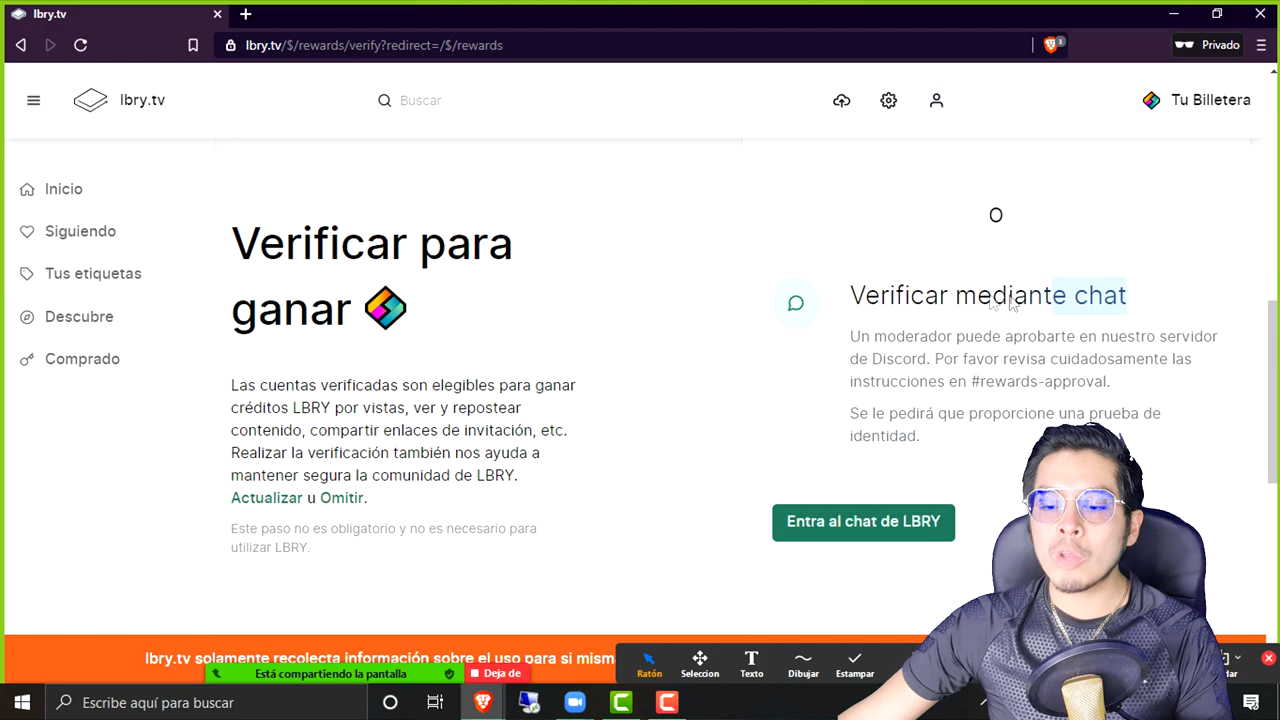 lbry.tv
lbry.tv/$/rewards/verify?redirect=/$/rewards
3
Privado
lbry.tv
Buscar
Tu Billetera
Inicio
Siguiendo
Tus etiquetas
Descubre
Comprado
Verificar para
ganar
Las cuentas verificadas son elegibles para ganar
créditos LBRY por vistas, ver y repostear
contenido, compartir enlaces de invitación, etc.
Realizar la verificación también nos ayuda a
mantener segura la comunidad de LBRY.
Actualizar u Omitir.
Este paso no es obligatorio y no es necesario para
utilizar LBRY.
O
Verificar mediante chat
Un moderador puede aprobarte en nuestro servidor
de Discord. Por favor revisa cuidadosamente las
instrucciones en #rewards-approval.
Se le pedirá que proporcione una prueba de
identidad.
Entra al chat de LBRY
lbry.tv solamente recolecta información sobre el uso para si
Está compartiendo la pantalla
Deja de
Ratón
Seleccion
Texto
Dibujar
Estampar
Escribe aquí para buscar